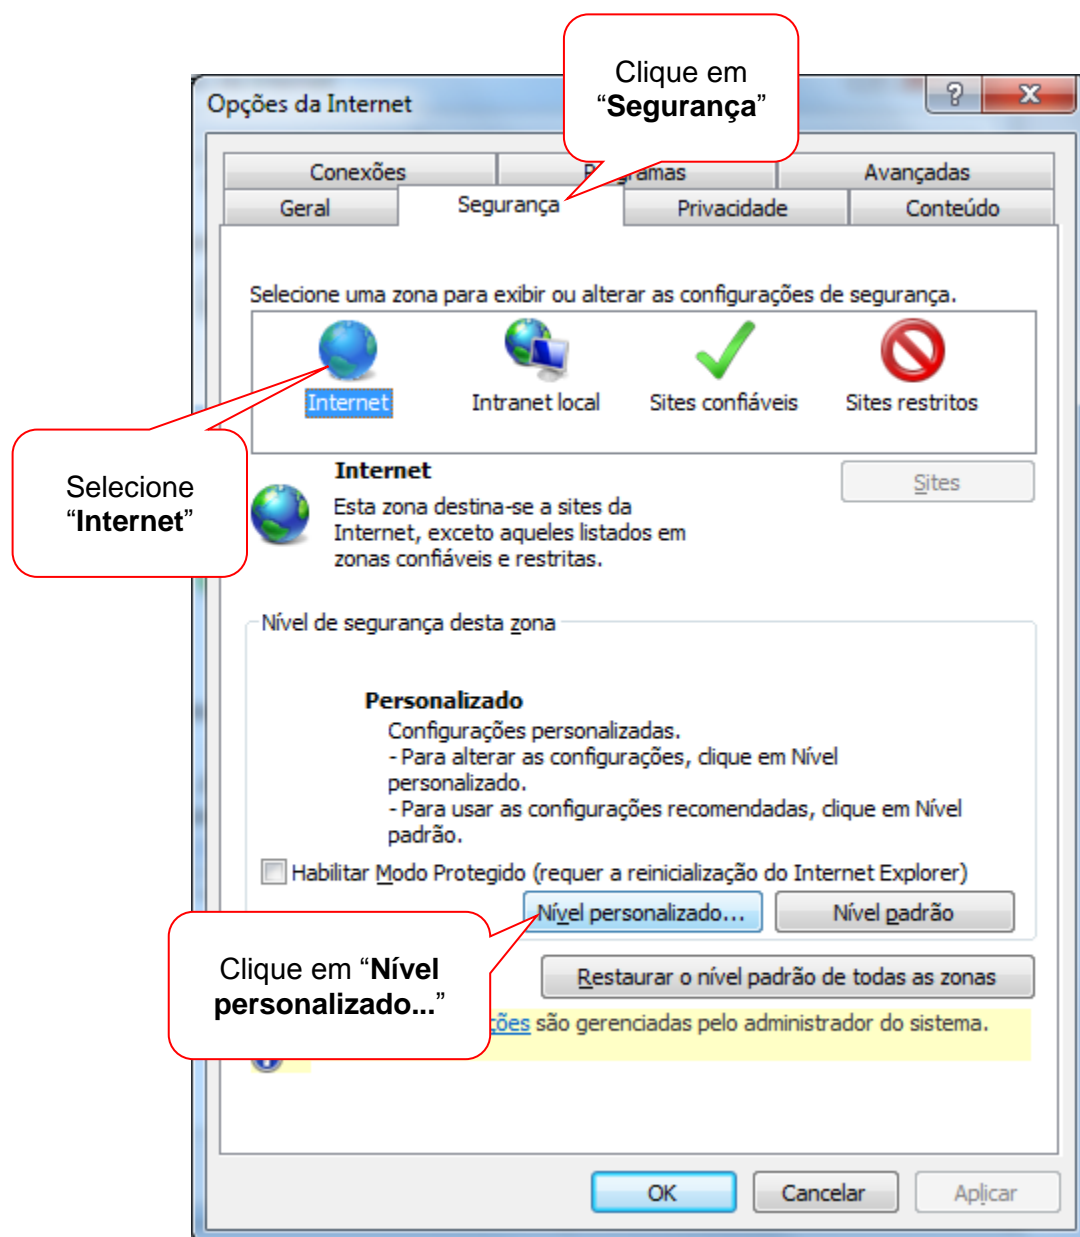 Clique em
“Segurança”
Opções da Internet
Conexões
Avançadas
Geral
Segurança
Privacidade
Conteúdo
Selecione uma zona para exibir ou alterar as configurações de segurança.
Internet
Intranet local
Sites confiáveis
Sites restritos
Selecione
“Internet”
Internet
Sites
Esta zona destina-se a sites da
Internet, exceto aqueles listados em
zonas confiáveis e restritas.
Nível de segurança desta zona
Personalizado
Configurações personalizadas.
- Para alterar as configurações, clique em Nível
personalizado.
- Para usar as configurações recomendadas, clique em Nível
padrão.
Habilitar Modo Protegido (requer a reinicialização do Internet Explorer)
Nível personalizado...
Nível padrão
Clique em “Nível
personalizado...”
Restaurar o nível padrão de todas as zonas
são gerenciadas pelo administrador do sistema.
OK
Cancelar
Aplicar